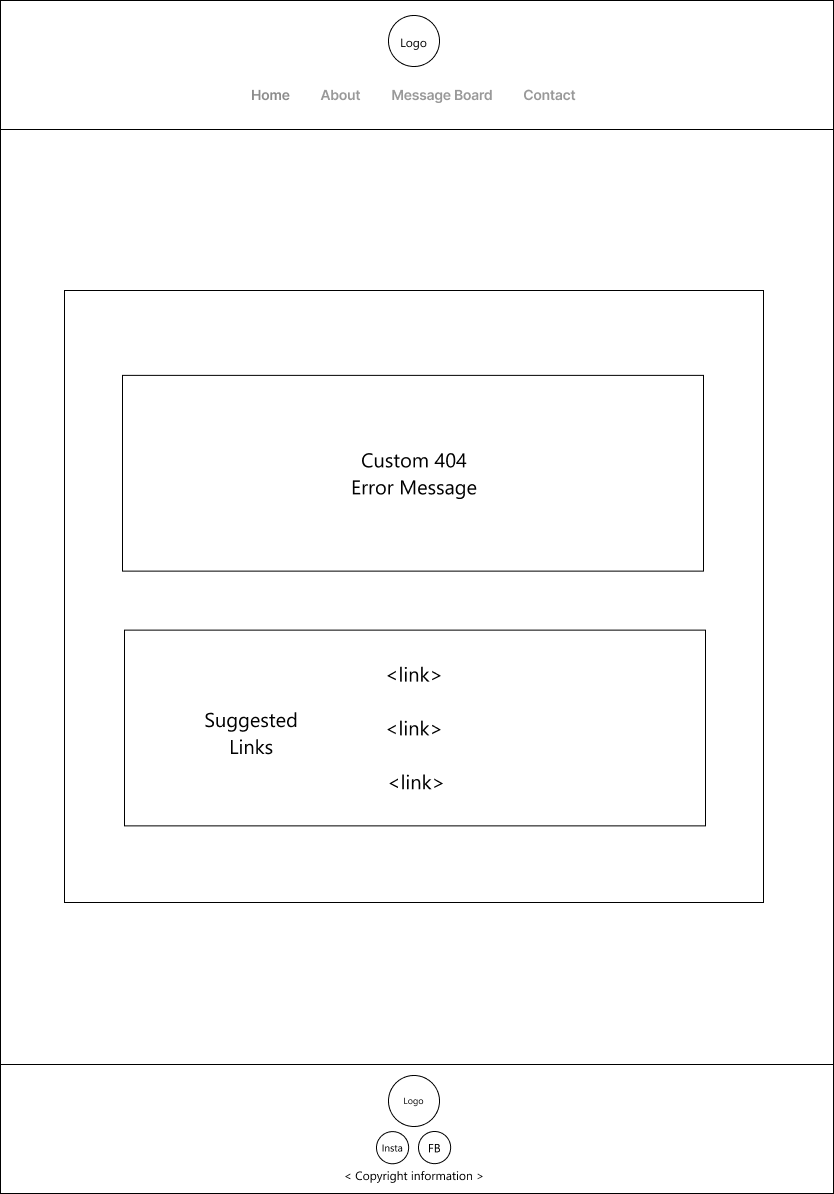 Logo
Home About Message Board Contact
Custom 404
Error Message
Suggested
Links
<link>
<link>
<link>
Logo
Insta FB
< Copyright information >